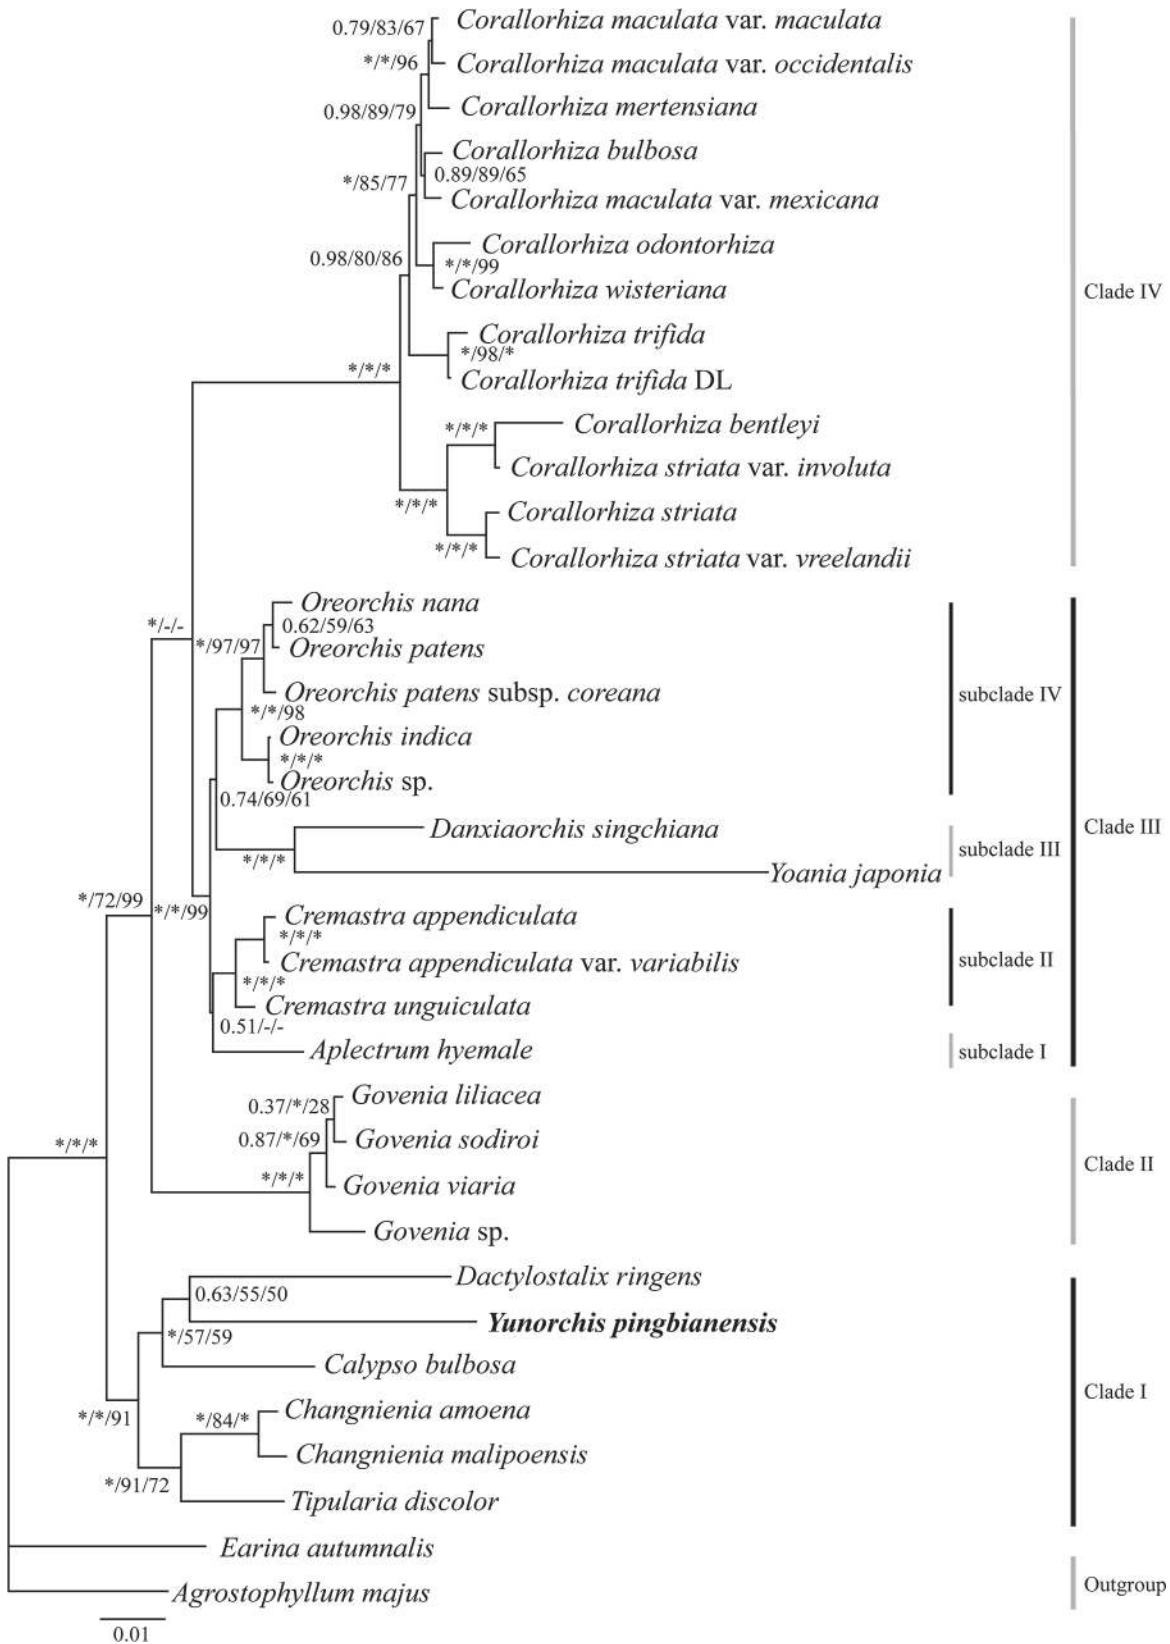 0.79/83/67
Corallorhiza maculata var. maculata
*/*/96
Corallorhiza maculata var. occidentalis
Corallorhiza mertensiana
0.98/89/79
Corallorhiza bulbosa
0.89/89/65
*/85/77
Corallorhiza maculata var. mexicana
Corallorhiza odontorhiza
0.98/80/86
*/*/99
Corallorhiza wisteriana
Clade IV
Corallorhiza trifida
*/98/*
*/*/*
Corallorhiza trifida DL
Corallorhiza bentleyi
*/*/*
Corallorhiza striata var. involuta
*/*/*
Corallorhiza striata
*/*/*
Corallorhiza striata var. vreelandii
Oreorchis nana
*/-/-
0.62/59/63
*/97/97
Oreorchis patens
Oreorchis patens subsp. coreana
subclade IV
*/*/98
Oreorchis indica
*/*/*
Oreorchis sp.
0.74/69/61
Danxiaorchis singchiana
Clade III
subclade III
*/*/*
Yoania japonia
*/72/99
*/*/99
Cremastra appendiculata
*/*/*
Cremastra appendiculata var. variabilis
subclade II
*/*/*
Cremastra unguiculata
0.51/-/-
Aplectrum hyemale
subclade I
Govenia liliacea
0.37/*/28
*/*/*
0.87/*/69
Govenia sodiroi
Clade II
*/*/*
Govenia viaria
Govenia sp.
Dactylostalix ringens
0.63/55/50
Yunorchis pingbianensis
*/57/59
Calypso bulbosa
Clade I
*/*/91
*/84/*
Changnienia amoena
Changnienia malipoensis
*/91/72
Tipularia discolor
Earina autumnalis
Agrostophyllum majus
Outgroup
0.01